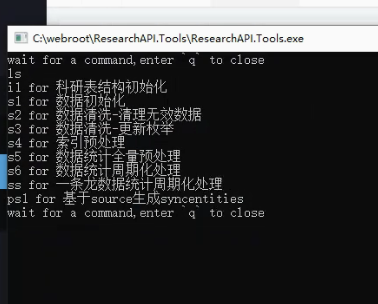 C:\webroot\ResearchAPI.Tools\ResearchAPI.Tools.exe
wait for a command,enter `q` to close
ls
i1 for 科研表结构初始化
s1 for 数据初始化
s2 for 数据清洗-清理无效数据
s3 for 数据清洗-更新枚举
s4 for 索引预处理
s5 for 数据统计全量预处理
s6 for 数据统计周期化处理
ss for 一条龙数据统计周期化处理
ps1 for 基于source生成syncentities
wait for a command,enter `q` to close